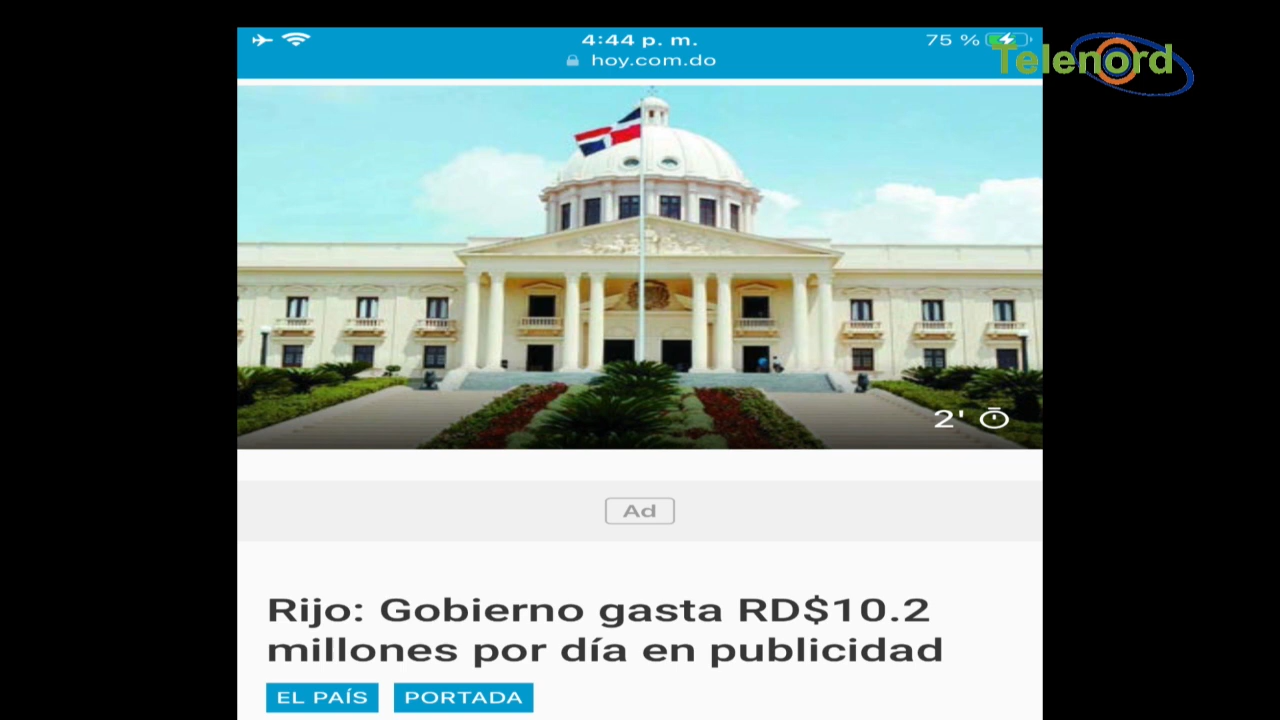 4:44 p. m.
75 %
hoy.com.do
Telenord
2'
Ad
Rijo: Gobierno gasta RD$10.2
millones por día en publicidad
EL PAÍS
PORTADA